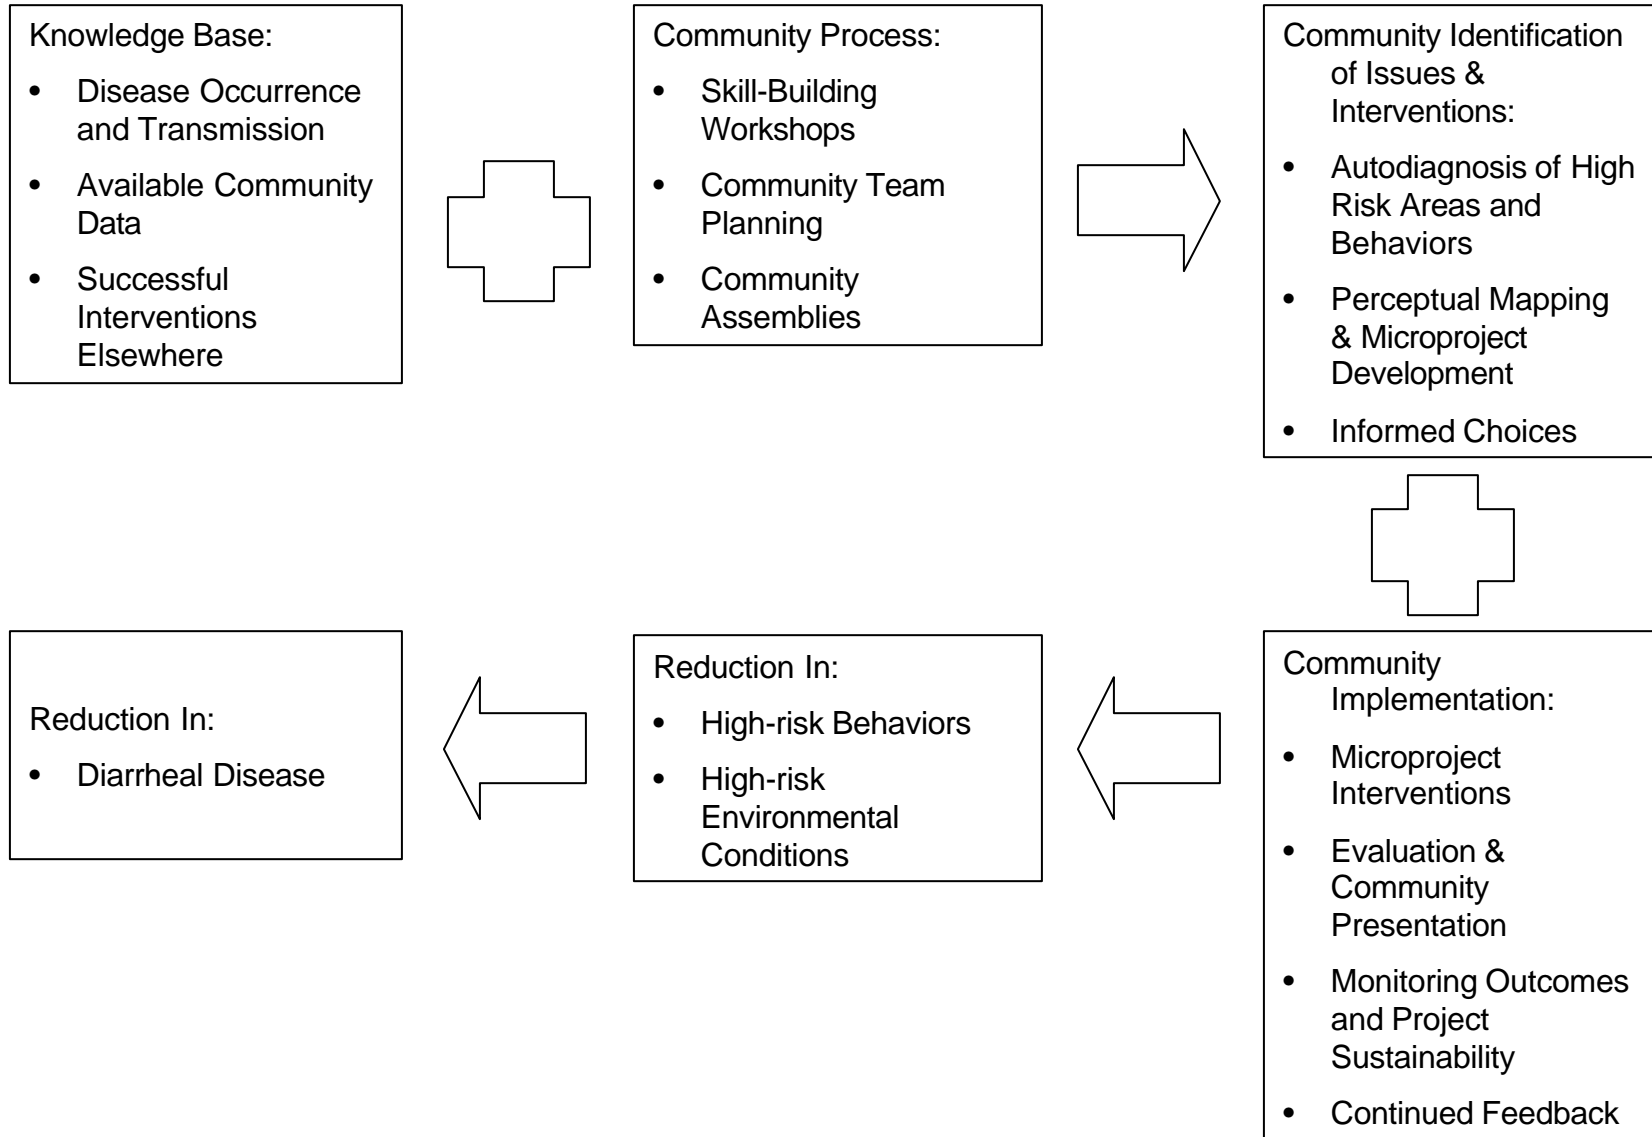 Knowledge Base:
• Disease Occurrence
and Transmission
• Available Community
Data
• Successful
Interventions
Elsewhere
Community Process:
• Skill-Building
Workshops
• Community Team
Planning
• Community
Assemblies
Community Identification
of Issues &
Interventions:
• Autodiagnosis of High
Risk Areas and
Behaviors
• Perceptual Mapping
& Microproject
Development
• Informed Choices
Community
Implementation:
• Microproject
Interventions
• Evaluation &
Community
Presentation
• Monitoring Outcomes
and Project
Sustainability
• Continued Feedback
Reduction In:
• High-risk Behaviors
• High-risk
Environmental
Conditions
Reduction In:
• Diarrheal Disease